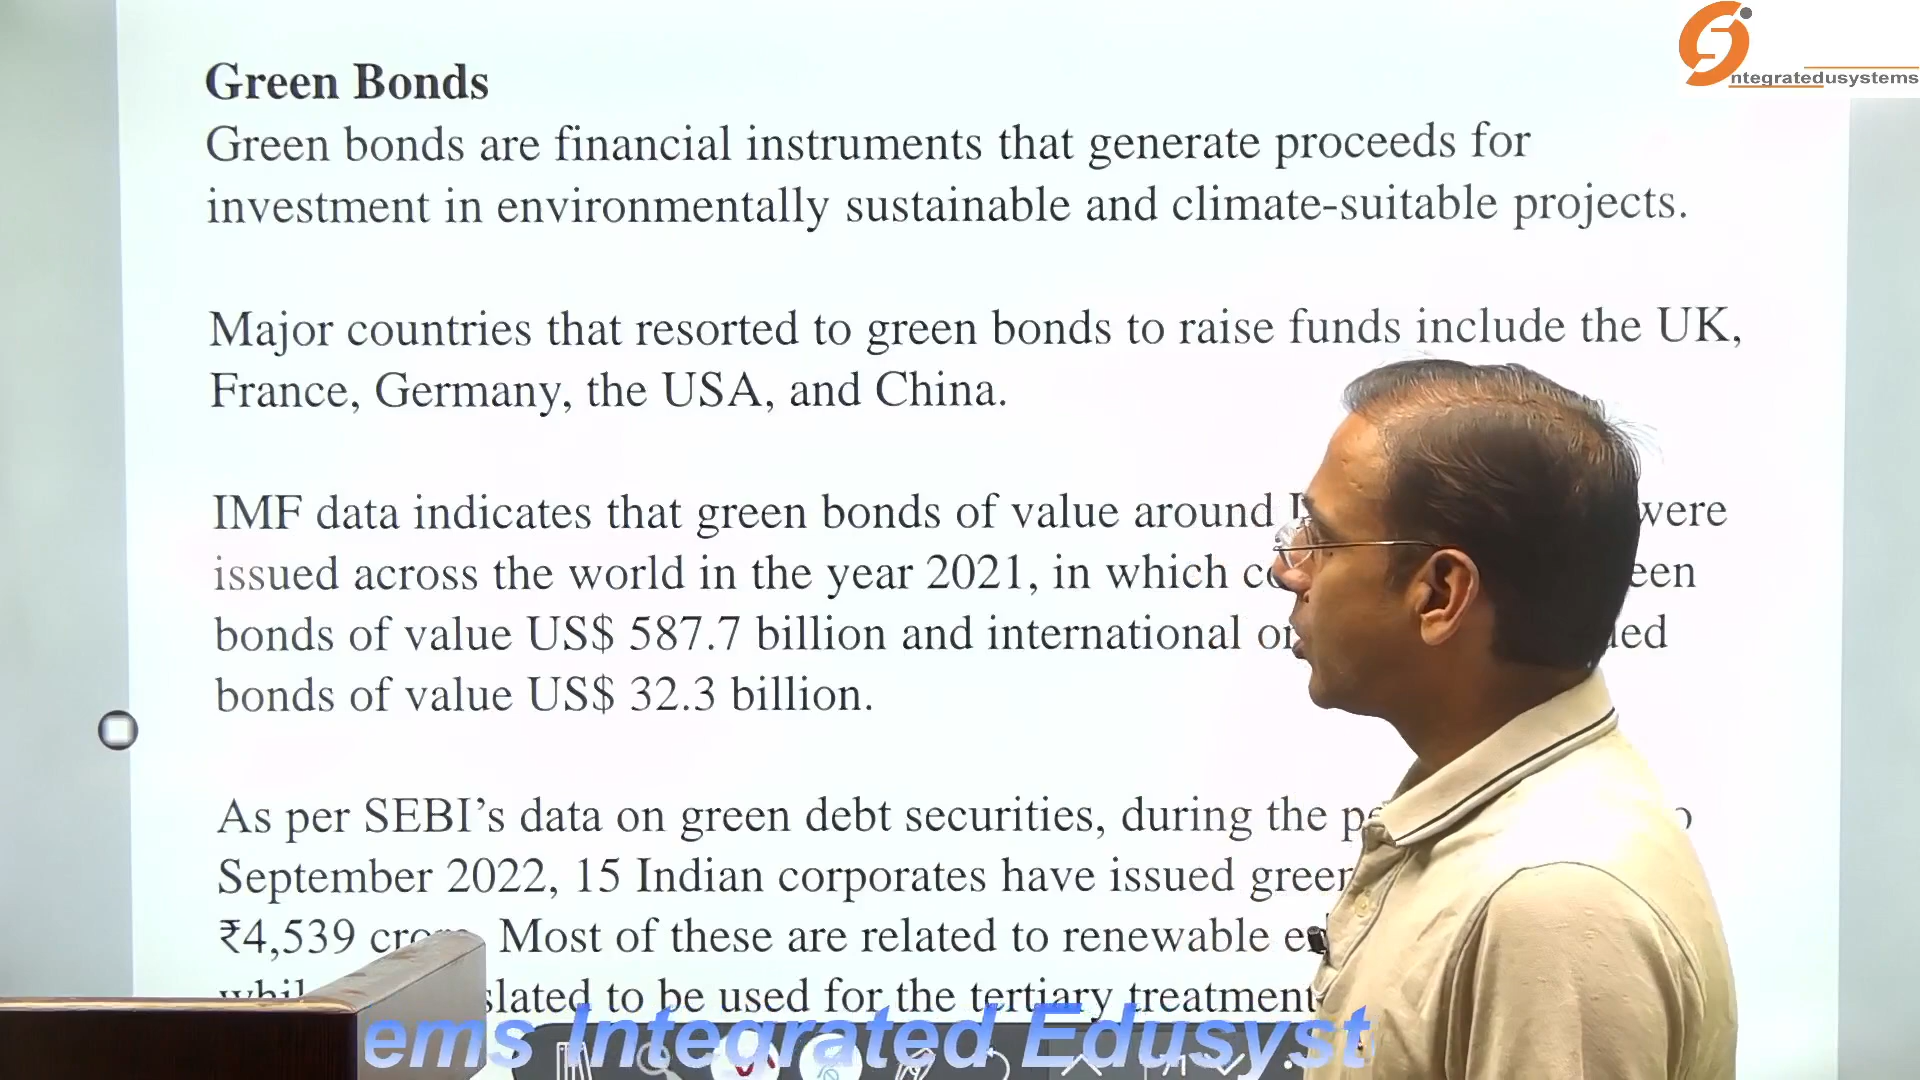 ntegratedusystems
Green Bonds
Green bonds are financial instruments that generate proceeds for
investment in environmentally sustainable and climate-suitable projects.
Major countries that resorted to green bonds to raise funds include the UK,
France, Germany, the USA, and China.
IMF data indicates that green bonds of value around were
issued across the world in the year 2021, in which
bonds of value US$ 587.7 billion and international
bonds of value US$ 32.3 billion.
As per SEBI's data on green debt securities, during the
September 2022, 15 Indian corporates have issued
₹4,539 Most of these are related to renewable
to be used for the tertiary treatment
ems Integrated Edusyst